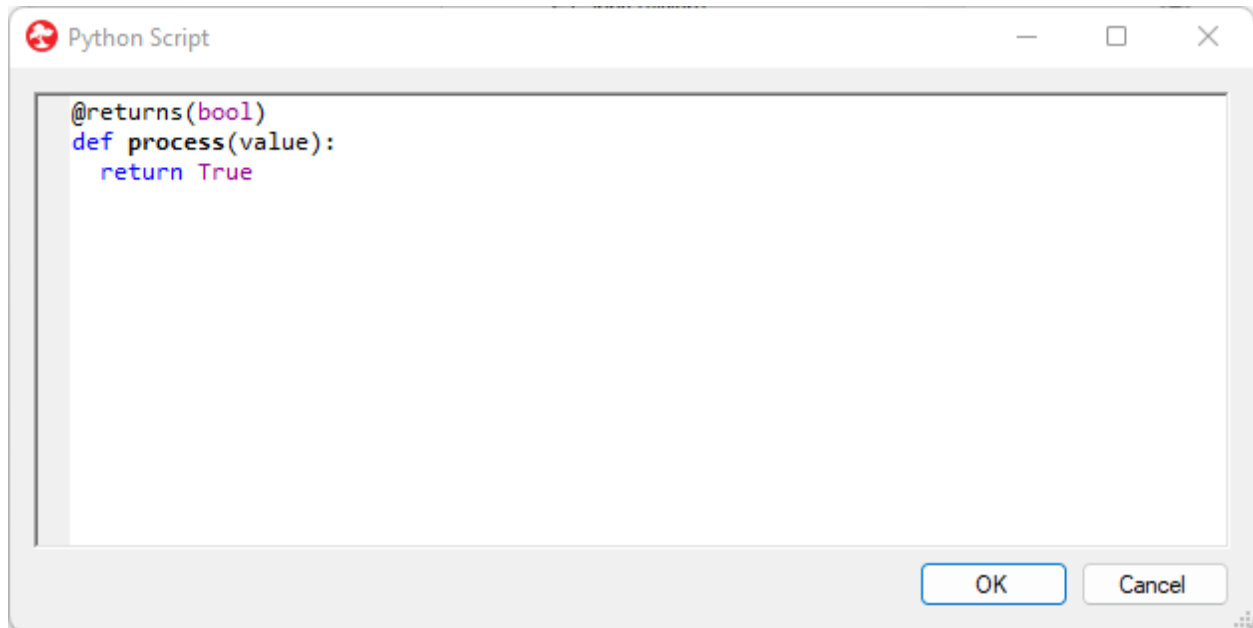 Python Script
@returns(bool)
def process(value):
  return True
OK
Cancel